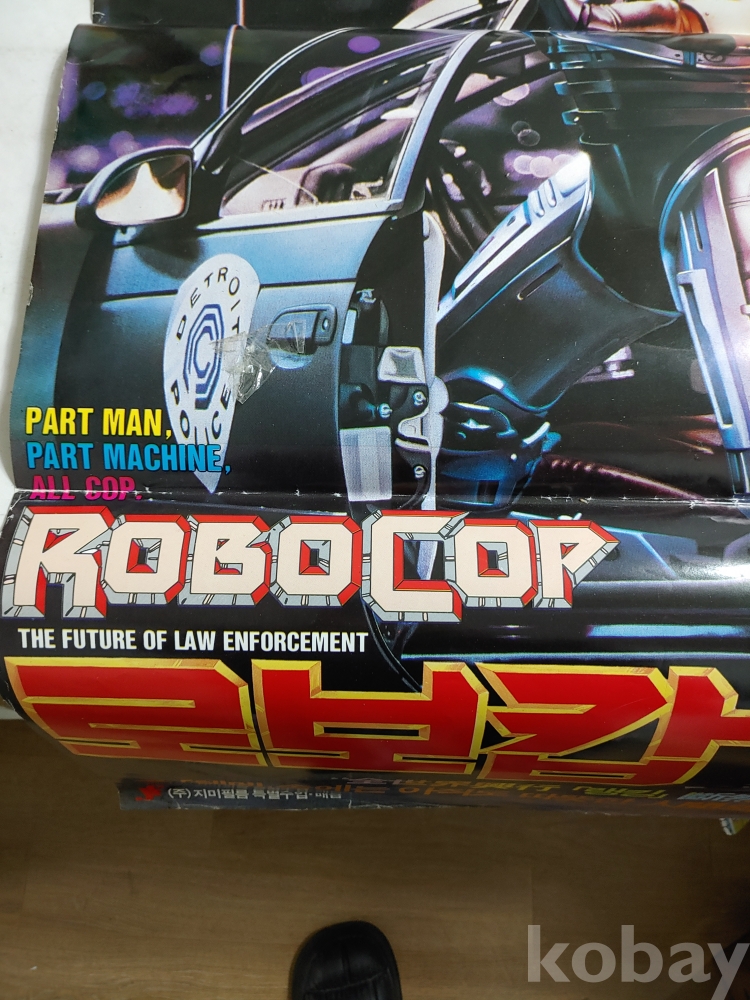 DETROIT
POLICE
PART MAN,
PART MACHINE,
ALL COP.
ROBOCOP
THE FUTURE OF LAW ENFORCEMENT
로보캅
(주)지미필름 특별수입·배급
kobay